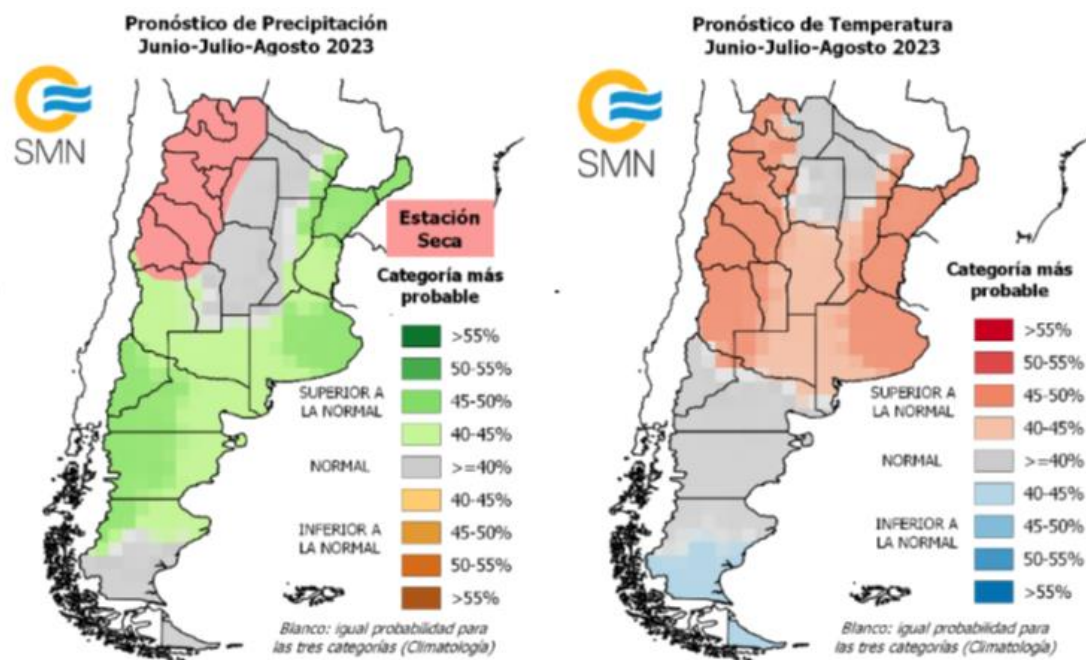 Pronóstico de Precipitación
Junio-Julio-Agosto 2023
SMN
Estación
Seca
Categoría más
probable
>55%
50-55%
SUPERIOR A
LA NORMAL
45-50%
40-45%
NORMAL
>=40%
40-45%
INFERIOR A
LA NORMAL
45-50%
50-55%
>55%
Blanco: igual probabilidad para
las tres categorías (Climatología)
Pronóstico de Temperatura
Junio-Julio-Agosto 2023
SMN
Categoría más
probable
>55%
50-55%
SUPERIOR A
LA NORMAL
45-50%
40-45%
NORMAL
>=40%
40-45%
INFERIOR A
LA NORMAL
45-50%
50-55%
>55%
Blanco: igual probabilidad para
las tres categorías (Climatología)